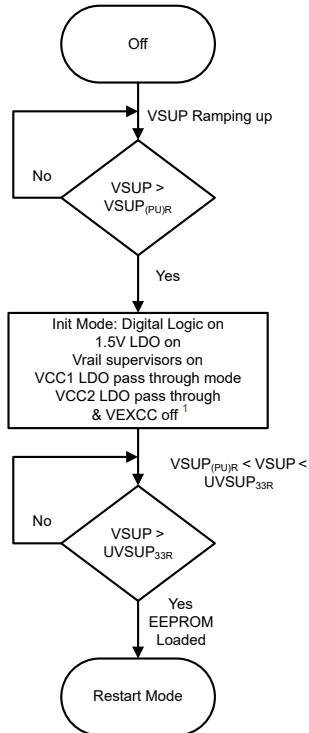 Off
VSUP Ramping up
No
VSUP >
VSUP(PU)R
Yes
Init Mode: Digital Logic on
1.5V LDO on
Vrail supervisors on
VCC1 LDO pass through mode
VCC2 LDO pass through
& VEXCC off 1
VSUP(PU)R < VSUP <
UVSUP33R
No
VSUP >
UVSUP33R
Yes
EEPROM
Loaded
Restart Mode